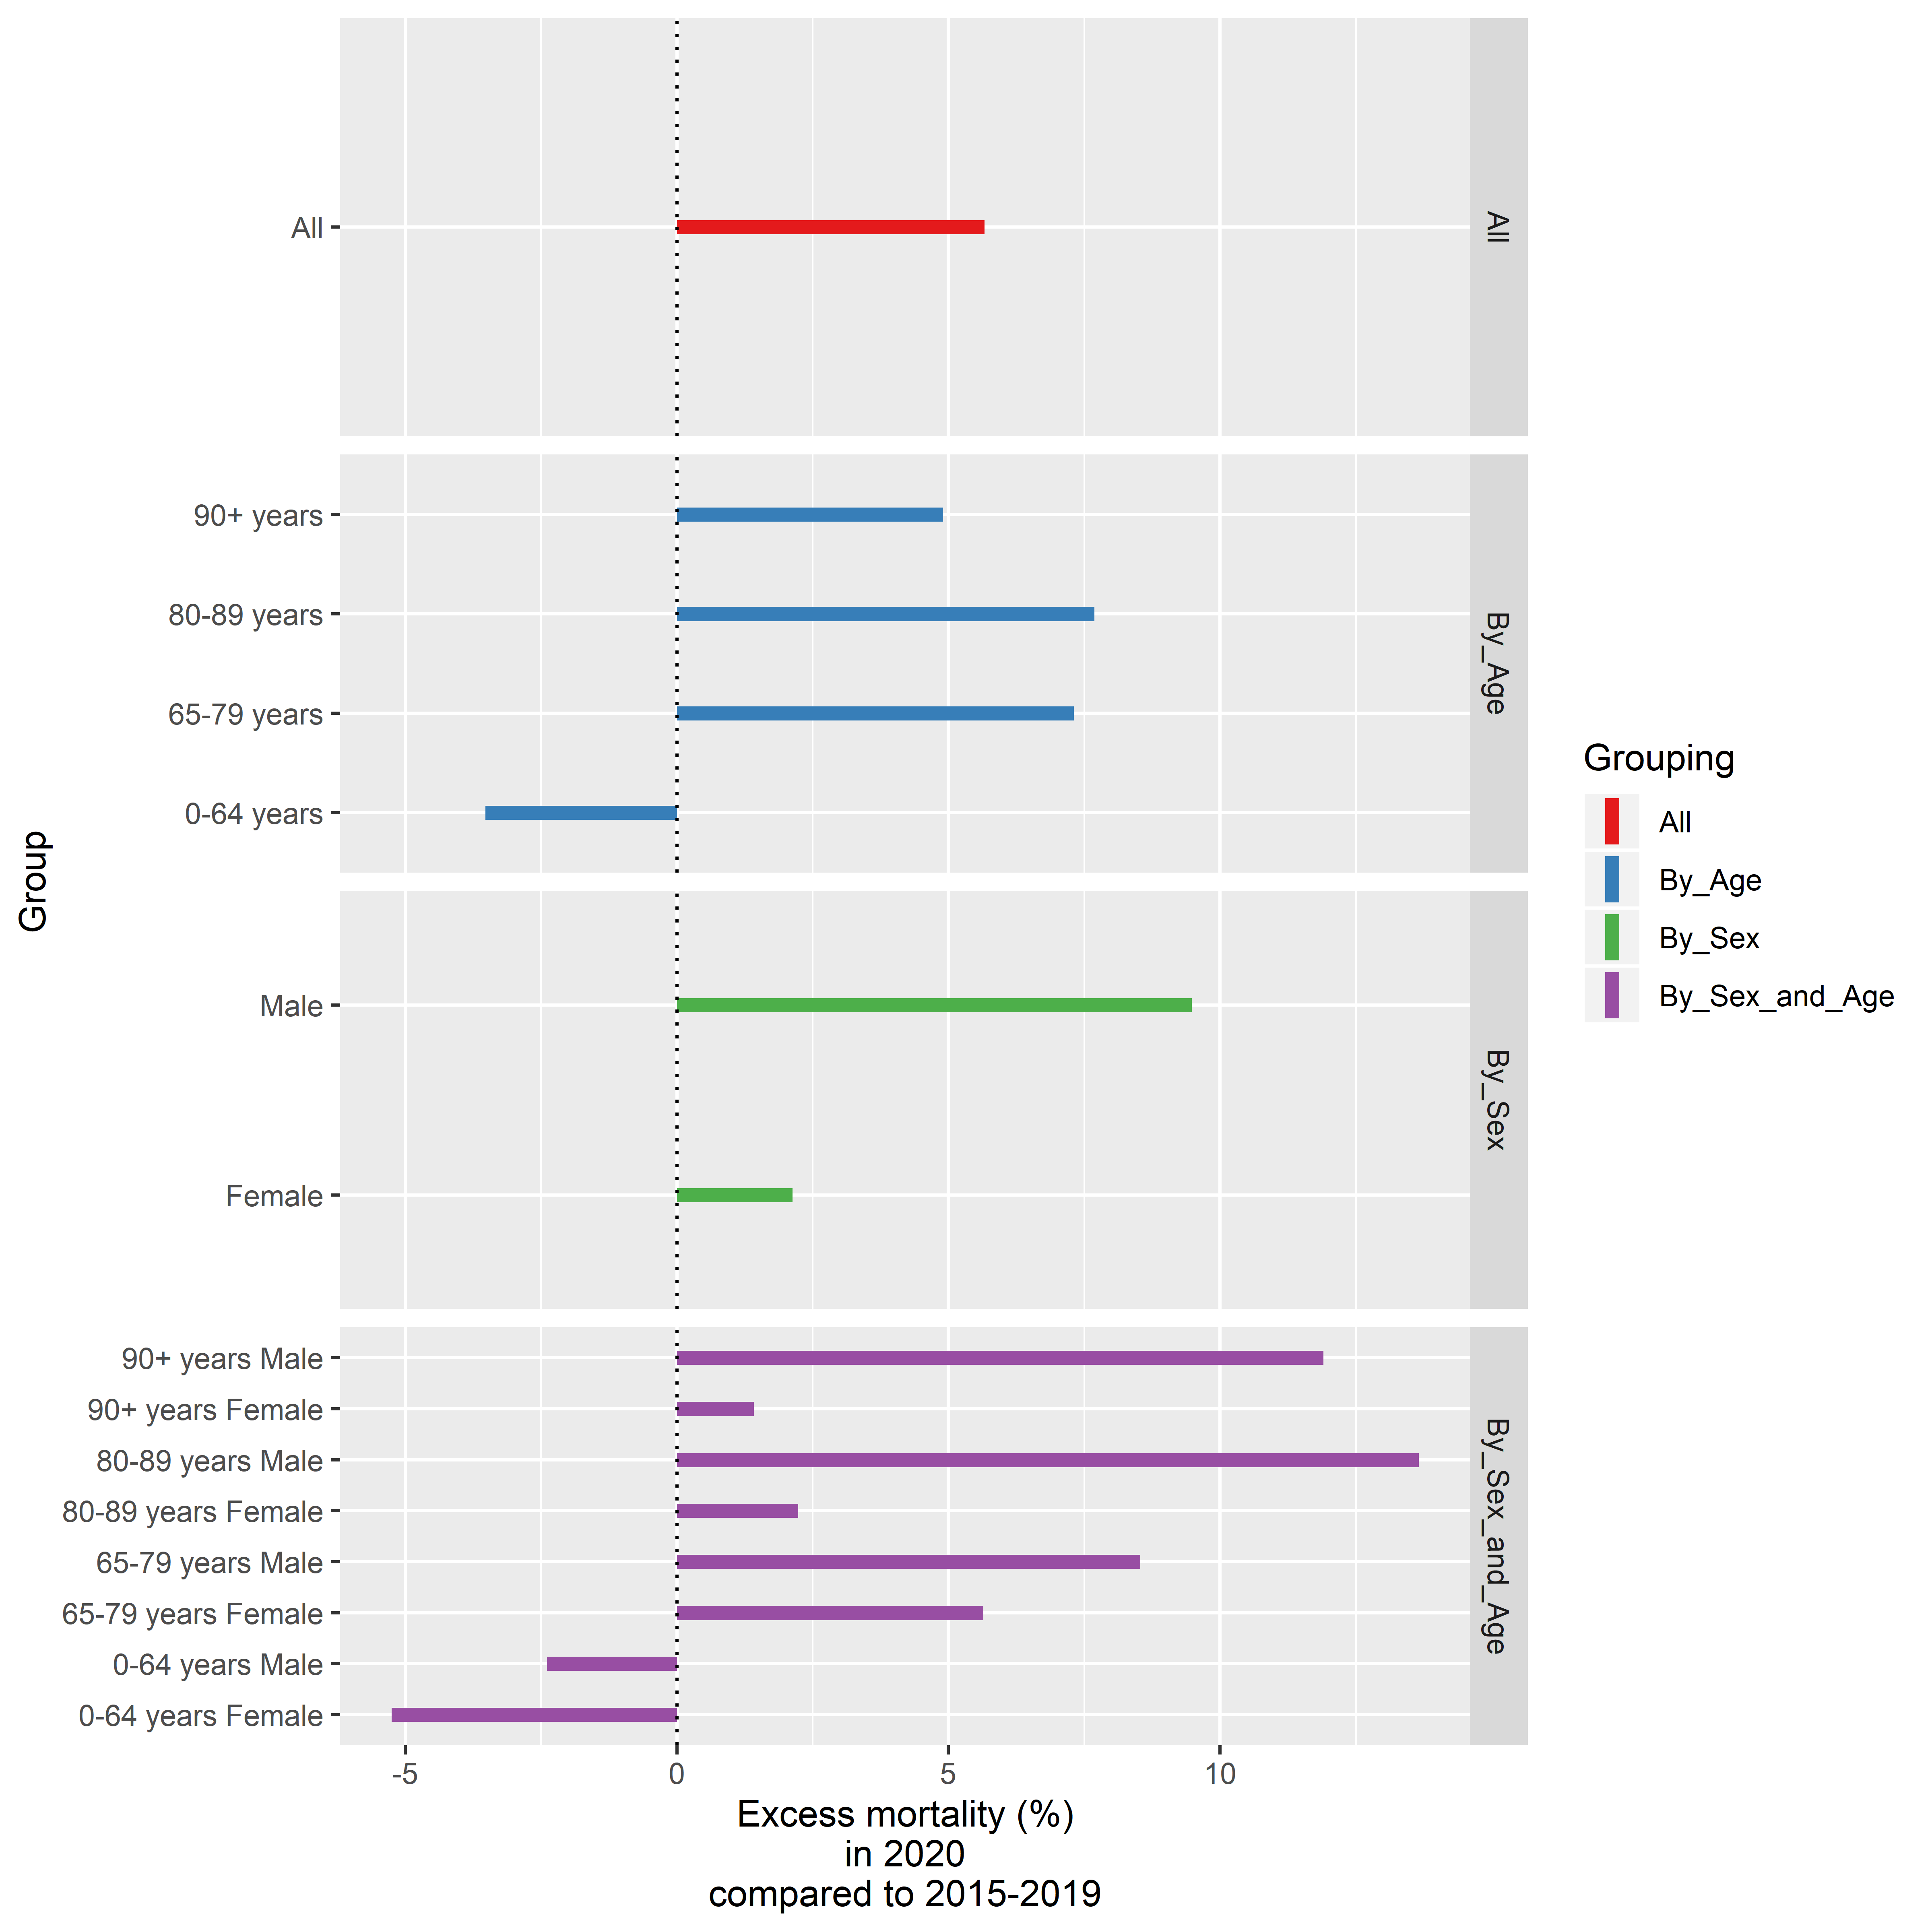 Group
All
All
90+ years
80-89 years
65-79 years
0-64 years
By_Age
Male
Female
By_Sex
90+ years Male
90+ years Female
80-89 years Male
80-89 years Female
65-79 years Male
65-79 years Female
0-64 years Male
0-64 years Female
By_Sex_and_Age
-5
0
5
10
Excess mortality (%)
in 2020
compared to 2015-2019
Grouping
All
By_Age
By_Sex
By_Sex_and_Age